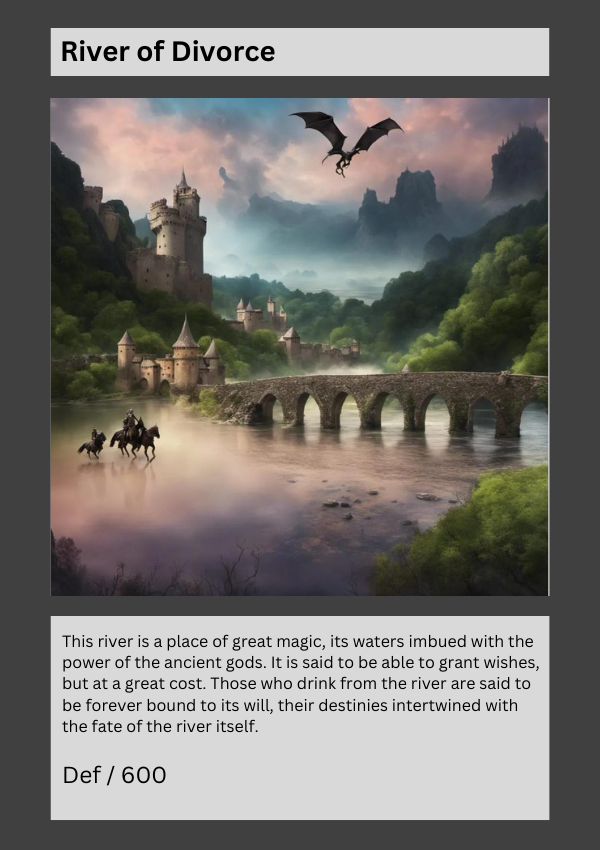 River of Divorce
This river is a place of great magic, its waters imbued with the
power of the ancient gods. It is said to be able to grant wishes,
but at a great cost. Those who drink from the river are said to
be forever bound to its will, their destinies intertwined with
the fate of the river itself.
Def / 600